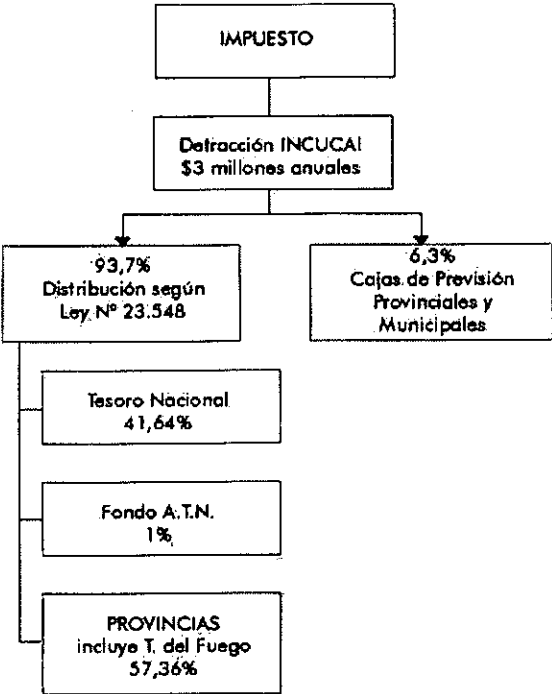 IMPUESTO
Detracción INCUCAI
$3 millones anuales
93,7%
Distribución según
Ley Nº 23.548
6,3%
Cajas de Previsión
Provinciales y
Municipales
Tesoro Nacional
41,64%
Fondo A.T.N.
1%
PROVINCIAS
incluye T. del Fuego
57,36%